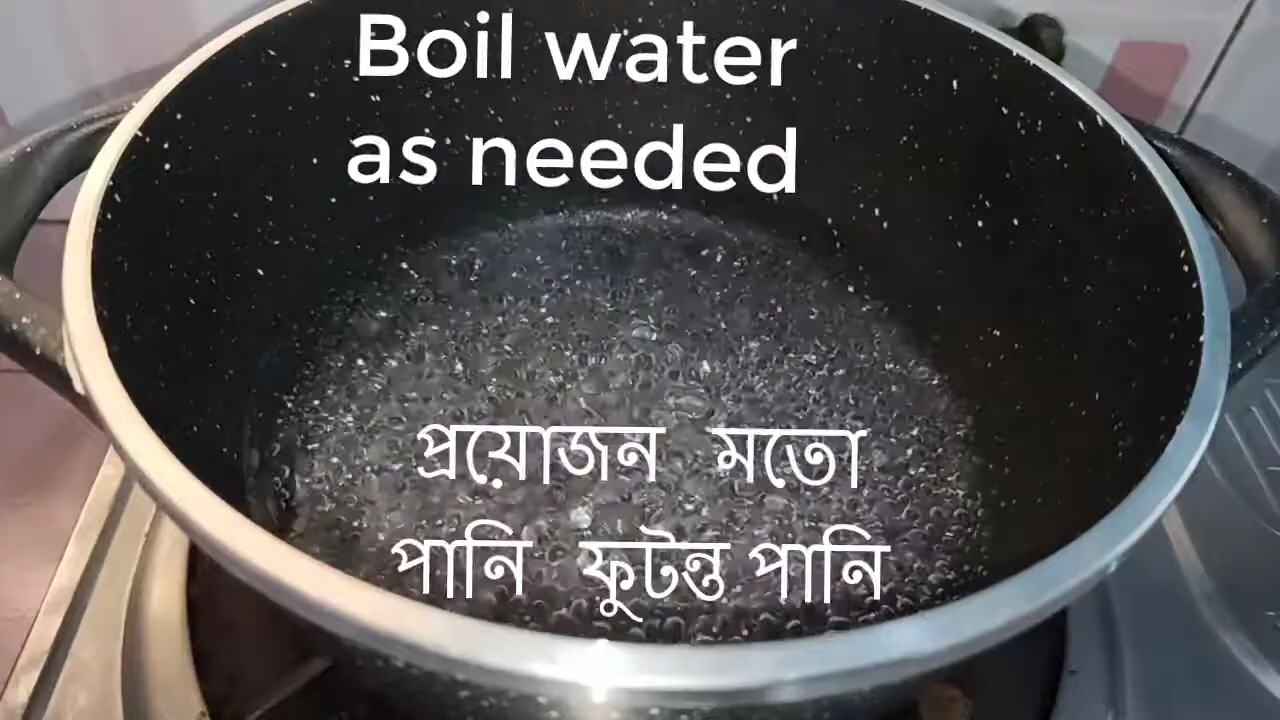 Boil water
as needed
প্রয়োজন মতো
পানি ফুটন্ত পানি